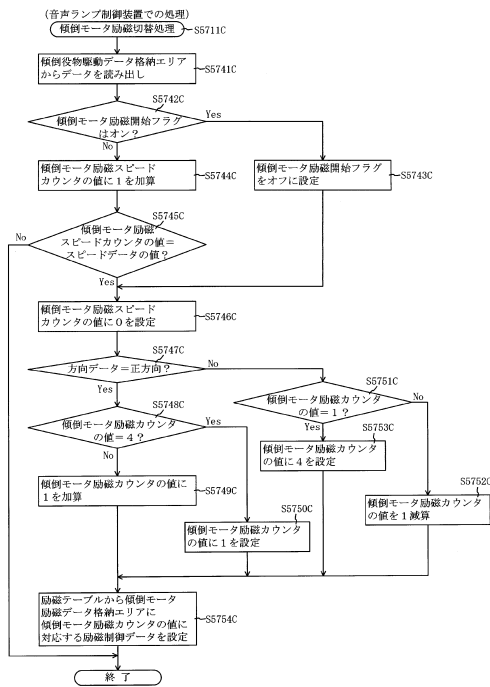 (音声ランプ制御装置での処理)
傾倒モータ励磁切替処理
S5711C
傾倒役物駆動データ格納エリア
からデータを読み出し
S5741C
S5742C
傾倒モータ励磁開始フラグ
はオン?
Yes
No
傾倒モータ励磁スピード
カウンタの値に1を加算
S5744C
傾倒モータ励磁開始フラグ
をオフに設定
S5743C
S5745C
傾倒モータ励磁
スピードカウンタの値=
スピードデータの値?
No
Yes
傾倒モータ励磁スピード
カウンタの値に0を設定
S5746C
S5747C
方向データ=正方向?
No
Yes
S5748C
傾倒モータ励磁カウンタ
の値=4?
Yes
No
S5751C
傾倒モータ励磁カウンタ
の値=1?
No
Yes
S5753C
傾倒モータ励磁カウンタ
の値に4を設定
傾倒モータ励磁カウンタの値に
1を加算
S5749C
S5752C
傾倒モータ励磁カウンタ
の値を1減算
S5750C
傾倒モータ励磁カウンタ
の値に1を設定
励磁テーブルから傾倒モータ
励磁データ格納エリアに
傾倒モータ励磁カウンタの値に
対応する励磁制御データを設定
S5754C
終了